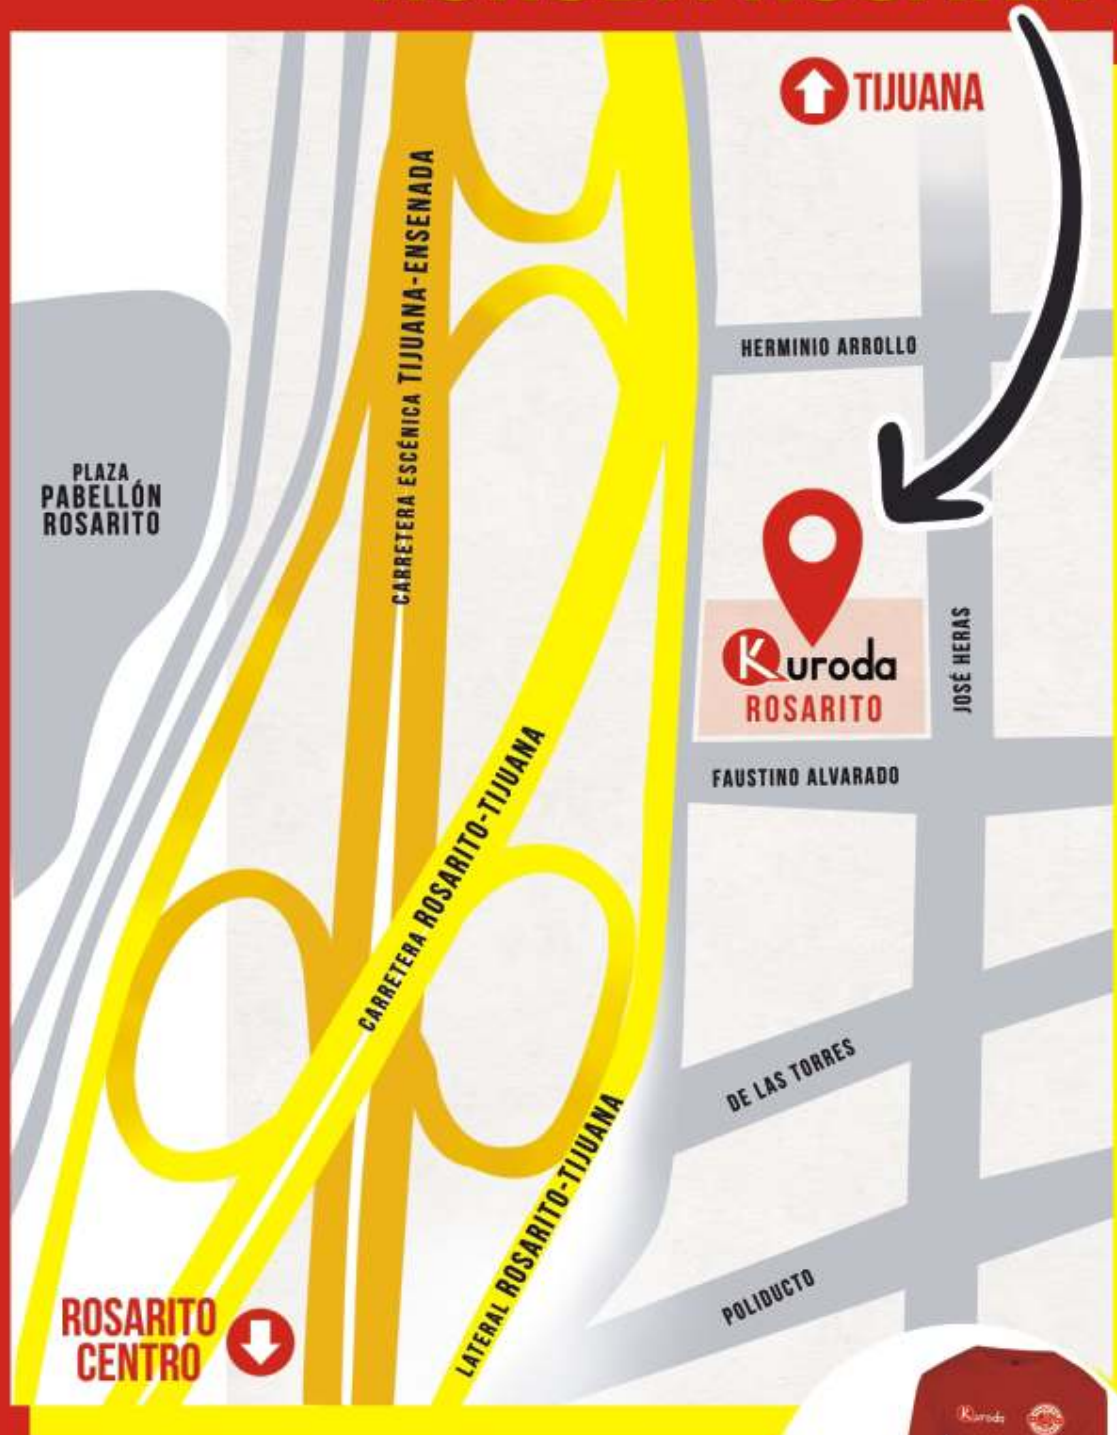 TIJUANA
CARRETERA ESCÉNICA TIJUANA-ENSENADA
HERMINIO ARROLLO
PLAZA
PABELLÓN
ROSARITO
Kuroda
ROSARITO
JOSÉ HERAS
FAUSTINO ALVARADO
CARRETERA ROSARITO-TIJUANA
DE LAS TORRES
LATERAL ROSARITO-TIJUANA
POLIDUCTO
ROSARITO
CENTRO
Kuroda